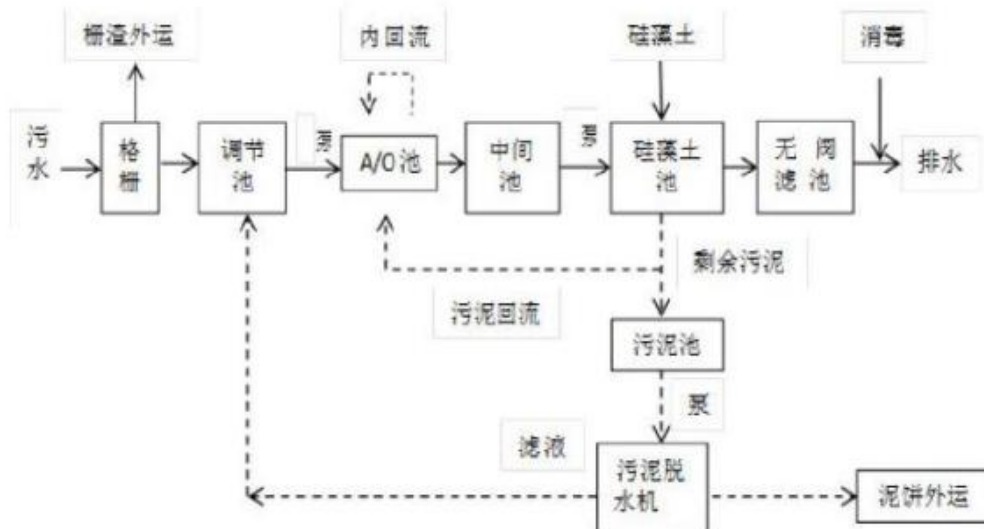 栅渣外运
内回流
硅藻土
消毒
污
水
格
栅
调节
池
泵
A/O池
中间
池
泵
硅藻土
池
无 阀
滤 池
排水
剩余污泥
污泥回流
污泥池
泵
滤液
污泥脱
水机
泥饼外运